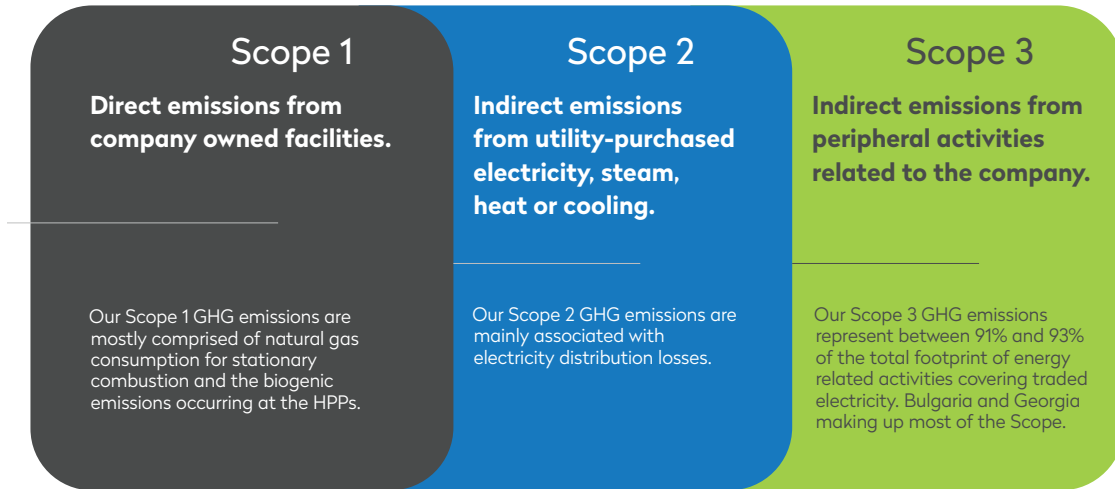 Scope 1
Direct emissions from
company owned facilities.
Our Scope 1 GHG emissions are
mostly comprised of natural gas
consumption for stationary
combustion and the biogenic
emissions occurring at the HPPs.
Scope 2
Indirect emissions
from utility-purchased
electricity, steam,
heat or cooling.
Our Scope 2 GHG emissions are
mainly associated with
electricity distribution losses.
Scope 3
Indirect emissions from
peripheral activities
related to the company.
Our Scope 3 GHG emissions
represent between 91% and 93%
of the total footprint of energy
related activities covering traded
electricity. Bulgaria and Georgia
making up most of the Scope.